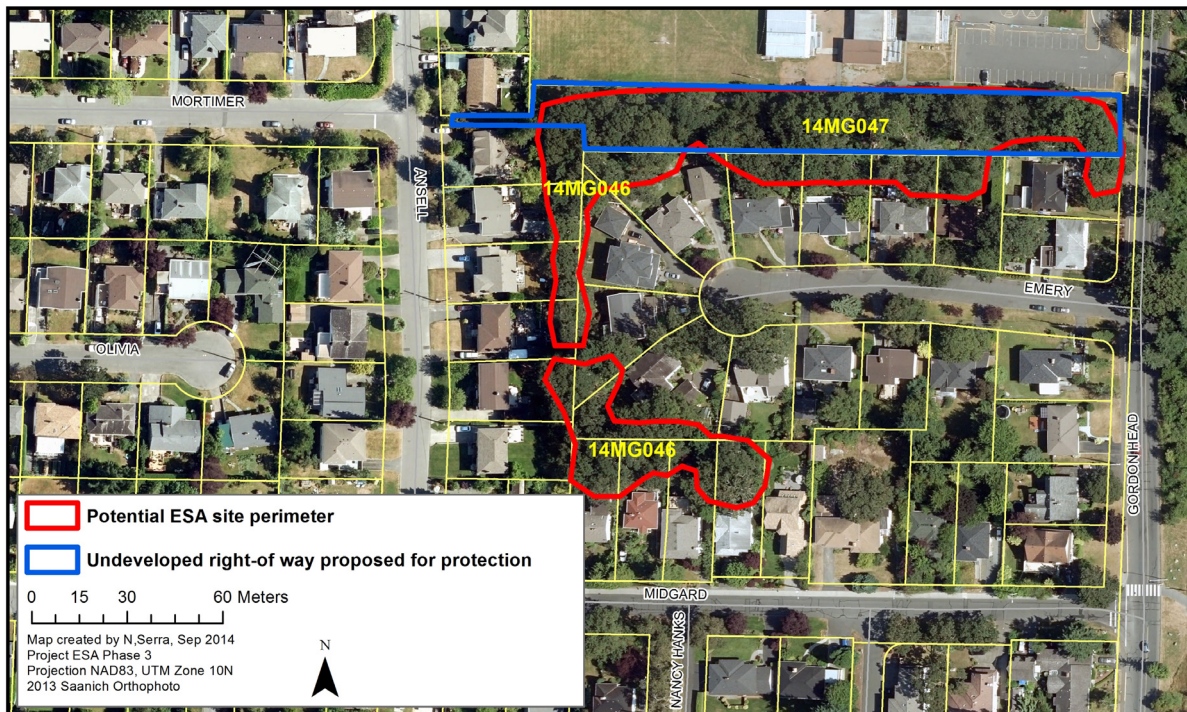 MORTIMER
14MG047
ANSELL
14MG046
EMERY
OLIVIA
GORDON HEAD
14MG046
Potential ESA site perimeter
Undeveloped right-of way proposed for protection
0 15 30 60 Meters
Map created by N,Serra, Sep 2014
Project ESA Phase 3
Projection NAD83, UTM Zone 10N
2013 Saanich Orthophoto
N
MIDGARD
NANCY HANKS